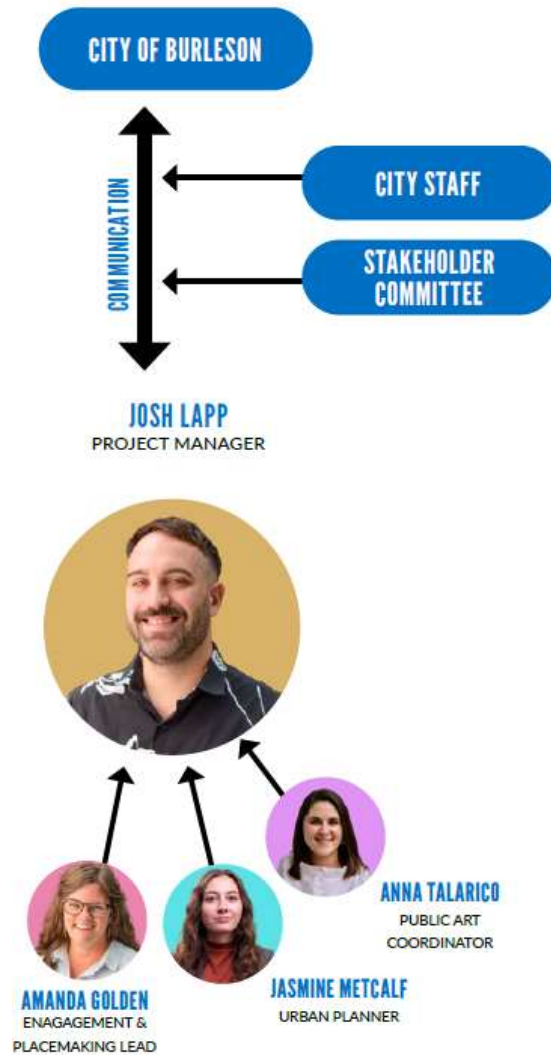 CITY OF BURLESON
COMMUNICATION
CITY STAFF
STAKEHOLDER
COMMITTEE
JOSH LAPP
PROJECT MANAGER
ANNA TALARICO
PUBLIC ART
COORDINATOR
JASMINE METCALF
URBAN PLANNER
AMANDA GOLDEN
ENAGAGEMENT &
PLACEMAKING LEAD